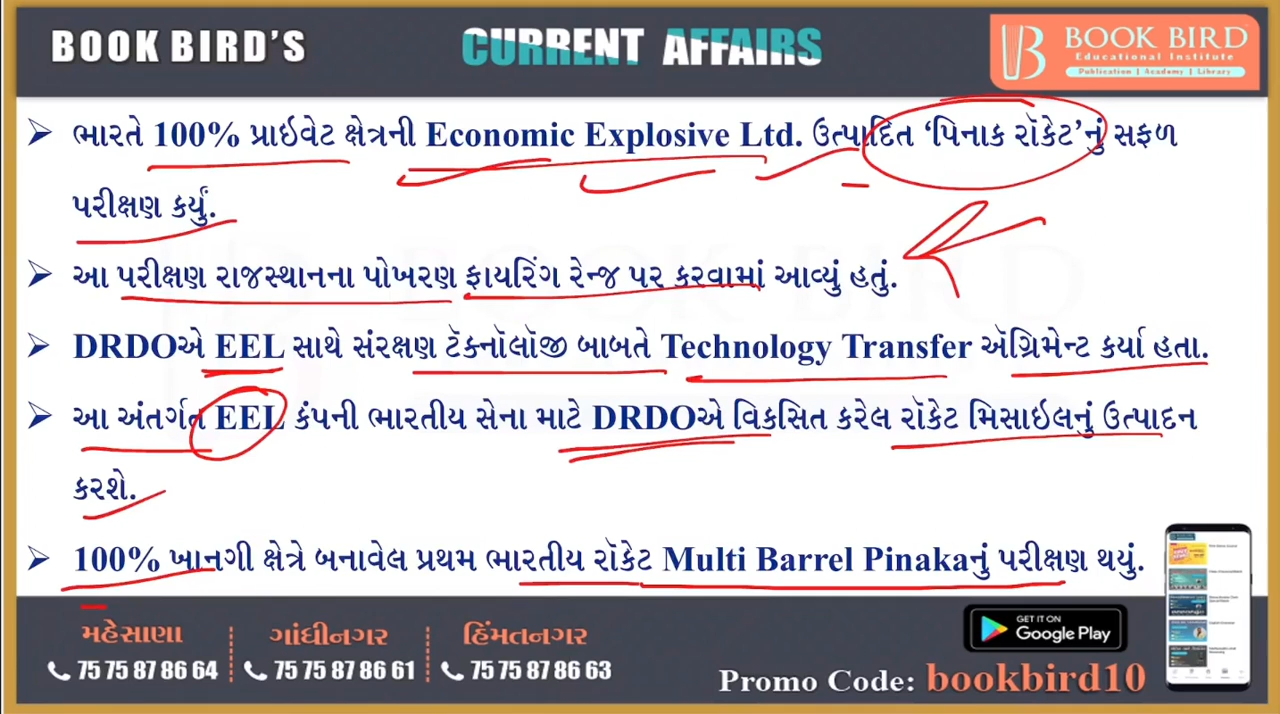 BOOK BIRD'S
CURRENT AFFAIRS
BOOK BIRD
Educational Institute
Publication | Academy | Library
➤ ભારતે 100% પ્રાઇવેટ ક્ષેત્રની Economic Explosive Ltd. ઉત્પાદિત ‘પિનાક રૉકેટ’નું સફળ
પરીક્ષણ કર્યું.
➤ આ પરીક્ષણ રાજસ્થાનના પોખરણ ફાયરિંગ રેન્જ પર કરવામાં આવ્યું હતું.
➤ DRDOએ EEL સાથે સંરક્ષણ ટૅક્નૉલૉજી બાબતે Technology Transfer ઍગ્રિમેન્ટ કર્યા હતા.
➤ આ અંતર્ગત EEL કંપની ભારતીય સેના માટે DRDOએ વિકસિત કરેલ રૉકેટ મિસાઇલનું ઉત્પાદન
કરશે.
➤ 100% ખાનગી ક્ષેત્રે બનાવેલ પ્રથમ ભારતીય રૉકેટ Multi Barrel Pinakaનું પરીક્ષણ થયું.
મહેસાણા
75 75 87 86 64
ગાંધીનગર
75 75 87 86 61
હિંમતનગર
75 75 87 86 63
GET IT ON
Google Play
Promo Code: bookbird10
BOOK BIRD